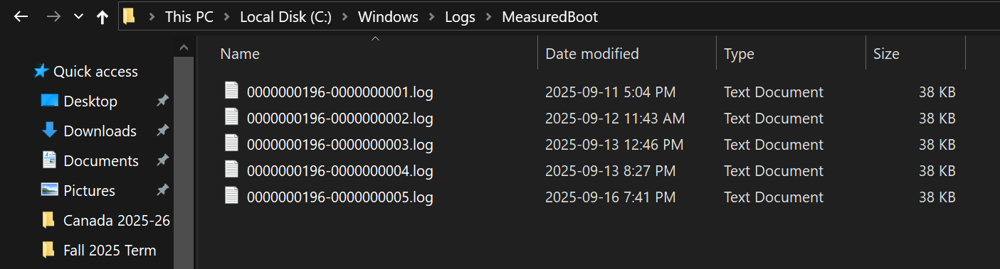 This PC > Local Disk (C:) > Windows > Logs > MeasuredBoot
Quick access
Desktop
Downloads
Documents
Pictures
Canada 2025-26
Fall 2025 Term
Name Date modified Type Size
0000000196-0000000001.log 2025-09-11 5:04 PM Text Document 38 KB
0000000196-0000000002.log 2025-09-12 11:43 AM Text Document 38 KB
0000000196-0000000003.log 2025-09-13 12:46 PM Text Document 38 KB
0000000196-0000000004.log 2025-09-13 8:27 PM Text Document 38 KB
0000000196-0000000005.log 2025-09-16 7:41 PM Text Document 38 KB